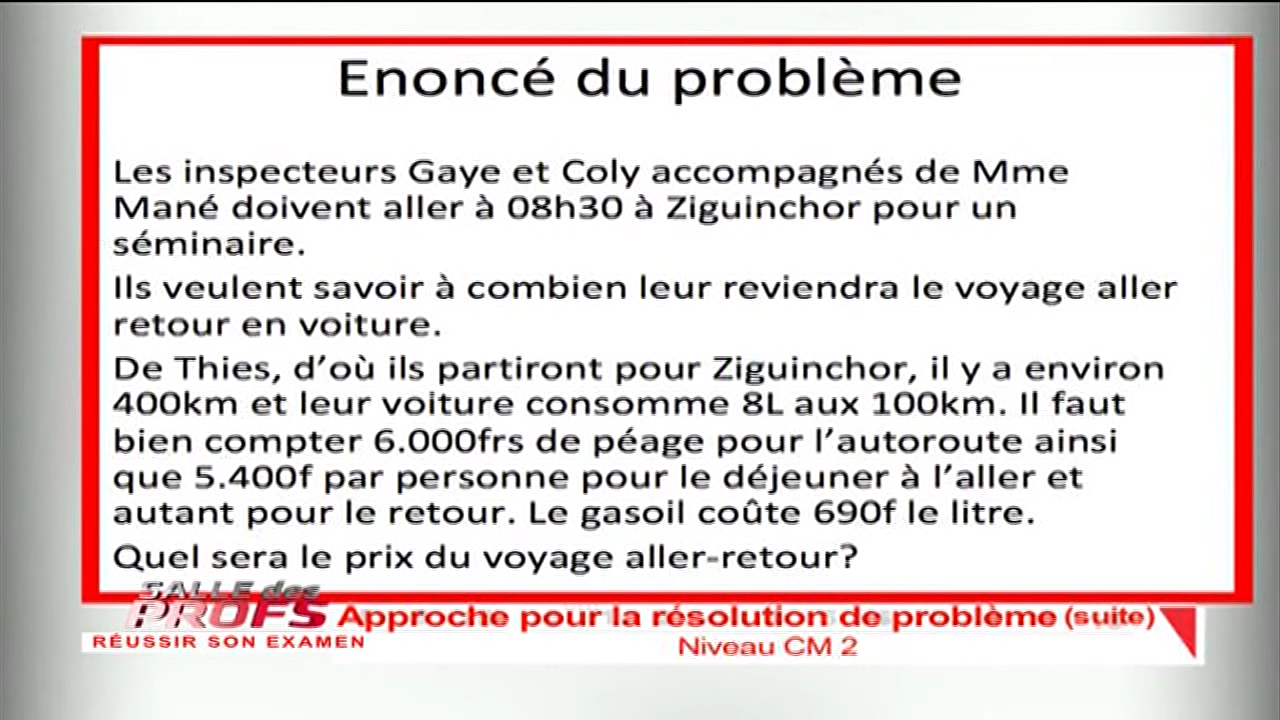 Enoncé du problème
Les inspecteurs Gaye et Coly accompagnés de Mme
Mané doivent aller à 08h30 à Ziguinchor pour un
séminaire.
Ils veulent savoir à combien leur reviendra le voyage aller
retour en voiture.
De Thies, d’où ils partiront pour Ziguinchor, il y a environ
400km et leur voiture consomme 8L aux 100km. Il faut
bien compter 6.000frs de péage pour l’autoroute ainsi
que 5.400f par personne pour le déjeuner à l’aller et
autant pour le retour. Le gasoil coûte 690f le litre.
Quel sera le prix du voyage aller-retour?
SALLE des
PROFS
RÉUSSIR SON EXAMEN
Approche pour la résolution de problème (suite)
Niveau CM 2